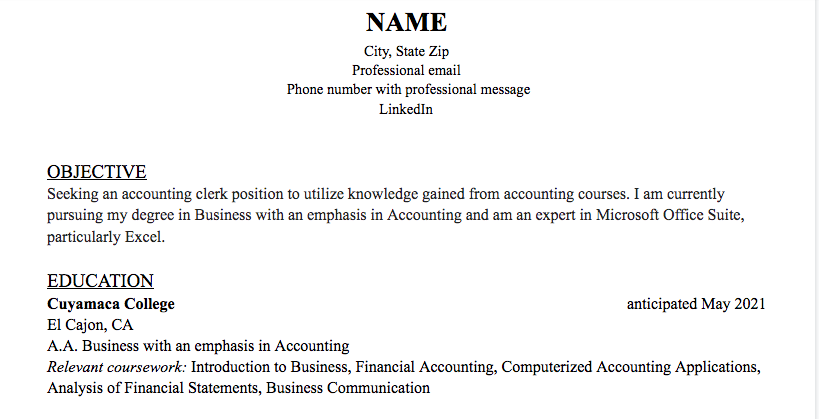 NAME
City, State Zip
Professional email
Phone number with professional message
LinkedIn
OBJECTIVE
Seeking an accounting clerk position to utilize knowledge gained from accounting courses. I am currently
pursuing my degree in Business with an emphasis in Accounting and am an expert in Microsoft Office Suite,
particularly Excel.
EDUCATION
Cuyamaca College anticipated May 2021
El Cajon, CA
A.A. Business with an emphasis in Accounting
Relevant coursework: Introduction to Business, Financial Accounting, Computerized Accounting Applications,
Analysis of Financial Statements, Business Communication